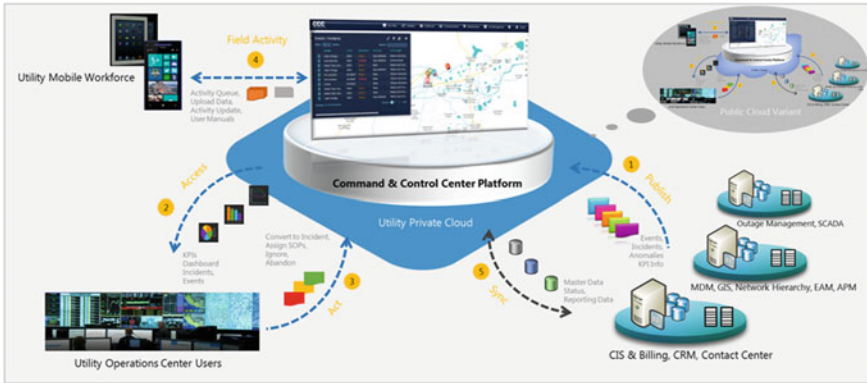 Field Activity
4
Utility Mobile Workforce
Activity Queue,
Upload Data,
Activity Update,
User Manuals
Command & Control Center Platform
Utility Private Cloud
Public Cloud Variant
1
Publish
Events,
Incidents,
Anomalies
KPI Info
Outage Management, SCADA
MDM, GIS, Network Hierarchy, EAM, APM
CIS & Billing, CRM, Contact Center
Access
2
KPIs
Dashboard
Incidents,
Events
Convert to Incident,
Assign SOPs,
Ignore,
Abandon
3
Act
Utility Operations Center Users
5
Sync
Master Data
Status,
Reporting Data